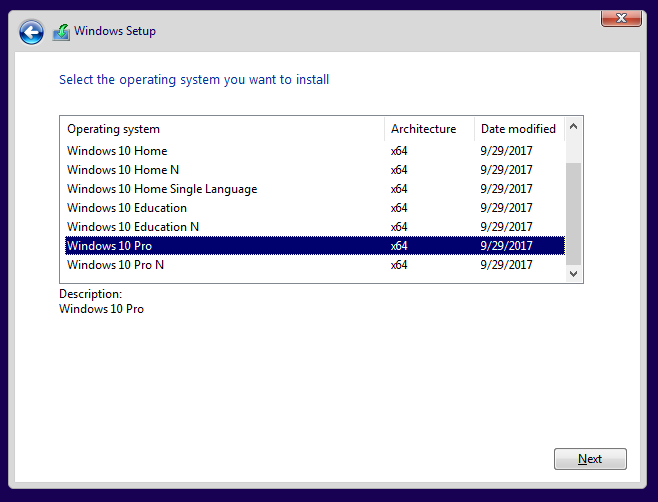 Windows Setup
Select the operating system you want to install
Operating system Architecture Date modified
Windows 10 Home x64 9/29/2017
Windows 10 Home N x64 9/29/2017
Windows 10 Home Single Language x64 9/29/2017
Windows 10 Education x64 9/29/2017
Windows 10 Education N x64 9/29/2017
Windows 10 Pro x64 9/29/2017
Windows 10 Pro N x64 9/29/2017
Description:
Windows 10 Pro
Next